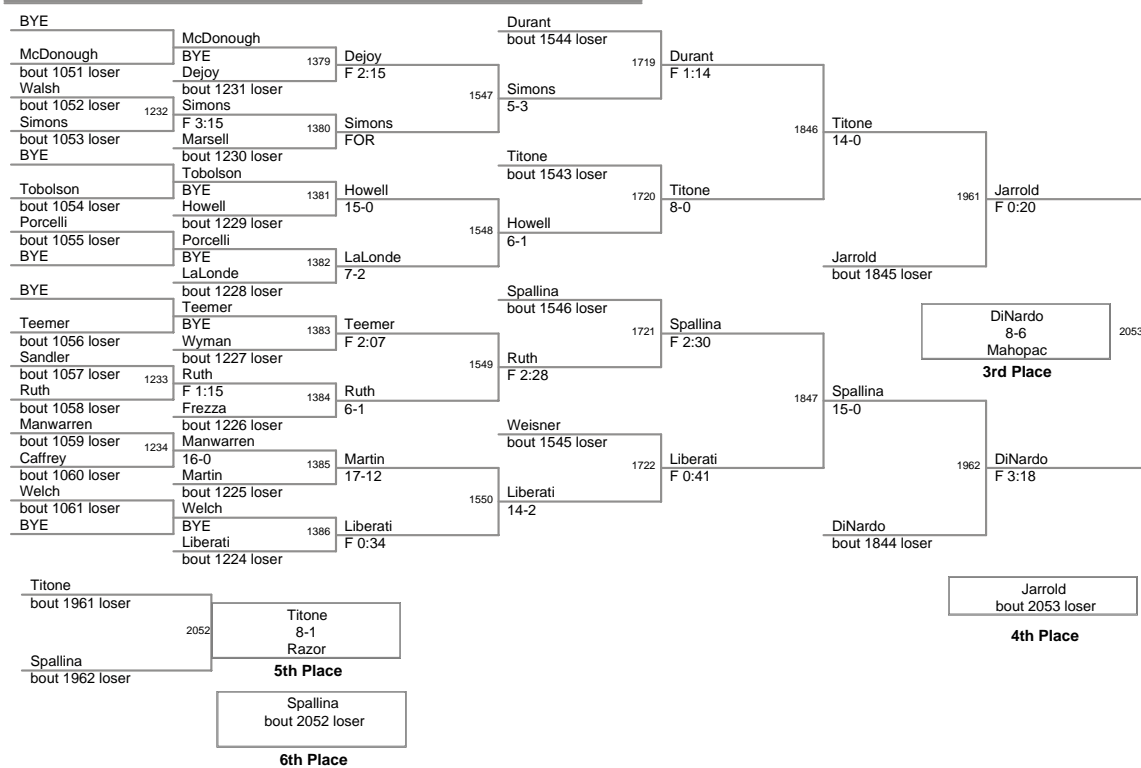 BYE
McDonough
bout 1051 loser
Walsh
bout 1052 loser
Simons
bout 1053 loser
BYE
Tobolson
bout 1054 loser
Porcelli
bout 1055 loser
BYE
BYE
Teemer
bout 1056 loser
Sandler
bout 1057 loser
Ruth
bout 1058 loser
Manwarren
bout 1059 loser
Caffrey
bout 1060 loser
Welch
bout 1061 loser
BYE
1232
1233
1234
McDonough
BYE
Dejoy
bout 1231 loser
Simons
F 3:15
Marsell
bout 1230 loser
Tobolson
BYE
Howell
bout 1229 loser
Porcelli
BYE
LaLonde
bout 1228 loser
Teemer
BYE
Wyman
bout 1227 loser
Ruth
F 1:15
Frezza
bout 1226 loser
Manwarren
16-0
Martin
bout 1225 loser
Welch
BYE
Liberati
bout 1224 loser
1379
1380
1381
1382
1383
1384
1385
1386
Dejoy
F 2:15
Simons
FOR
Howell
15-0
LaLonde
7-2
Teemer
F 2:07
Ruth
6-1
Martin
17-12
Liberati
F 0:34
1547
1548
1549
1550
Durant
bout 1544 loser
Simons
5-3
Titone
bout 1543 loser
Howell
6-1
Spallina
bout 1546 loser
Ruth
F 2:28
Weisner
bout 1545 loser
Liberati
14-2
1719
1720
1721
1722
Durant
F 1:14
Titone
8-0
Spallina
F 2:30
Liberati
F 0:41
1846
1847
Titone
14-0
Jarrold
bout 1845 loser
Spallina
15-0
DiNardo
bout 1844 loser
1961
1962
Jarrold
F 0:20
DiNardo
F 3:18
DiNardo
8-6
Mahopac
2053
3rd Place
Jarrold
bout 2053 loser
4th Place
Titone
bout 1961 loser
Spallina
bout 1962 loser
2052
Titone
8-1
Razor
5th Place
Spallina
bout 2052 loser
6th Place